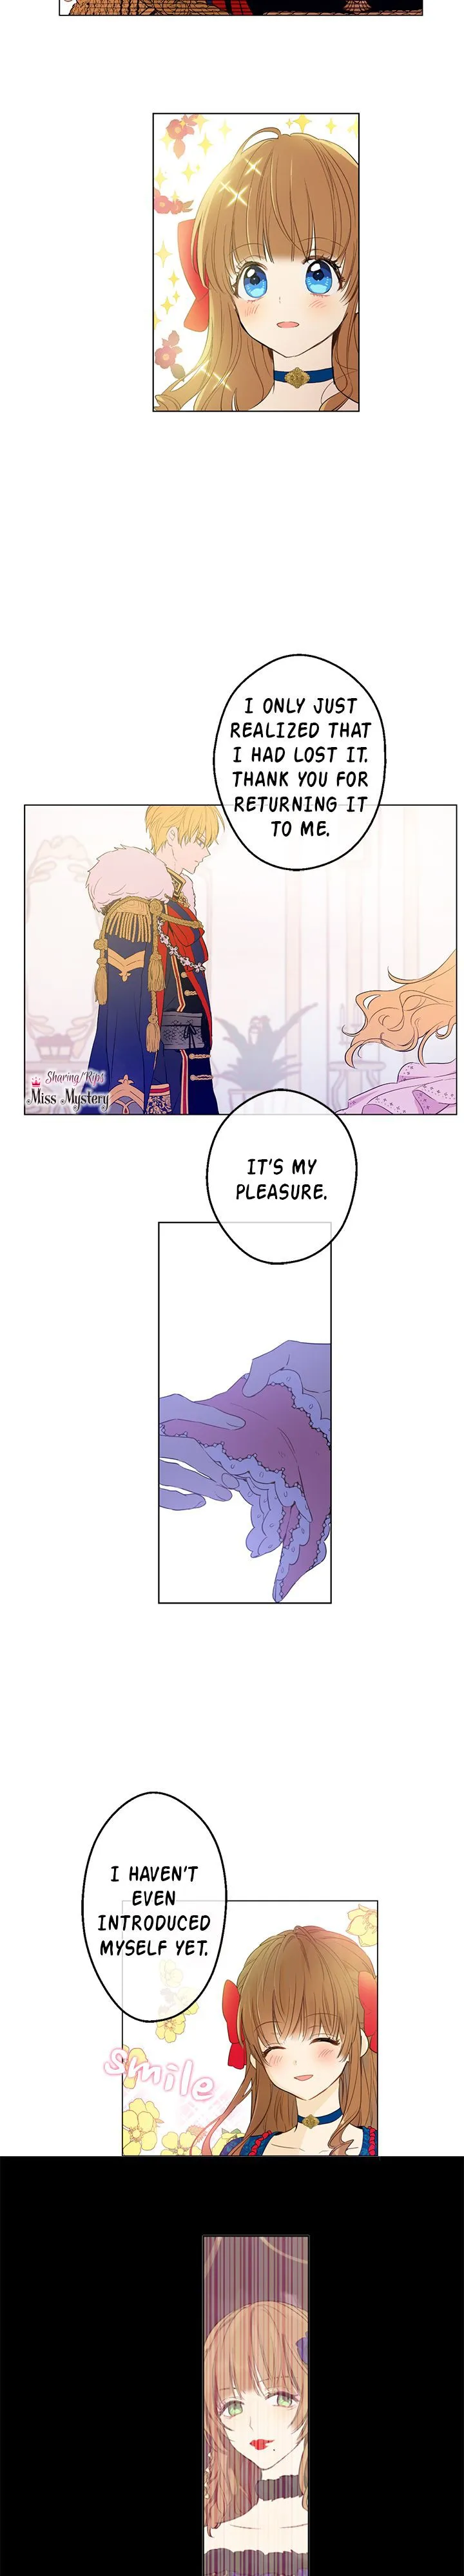 I ONLY JUST
REALIZED THAT
I HAD LOST IT.
THANK YOU FOR
RETURNING IT
TO ME.
Sharing/Rips
Miss Mystery
IT'S MY
PLEASURE.
I HAVEN'T
EVEN
INTRODUCED
MYSELF YET.
smile